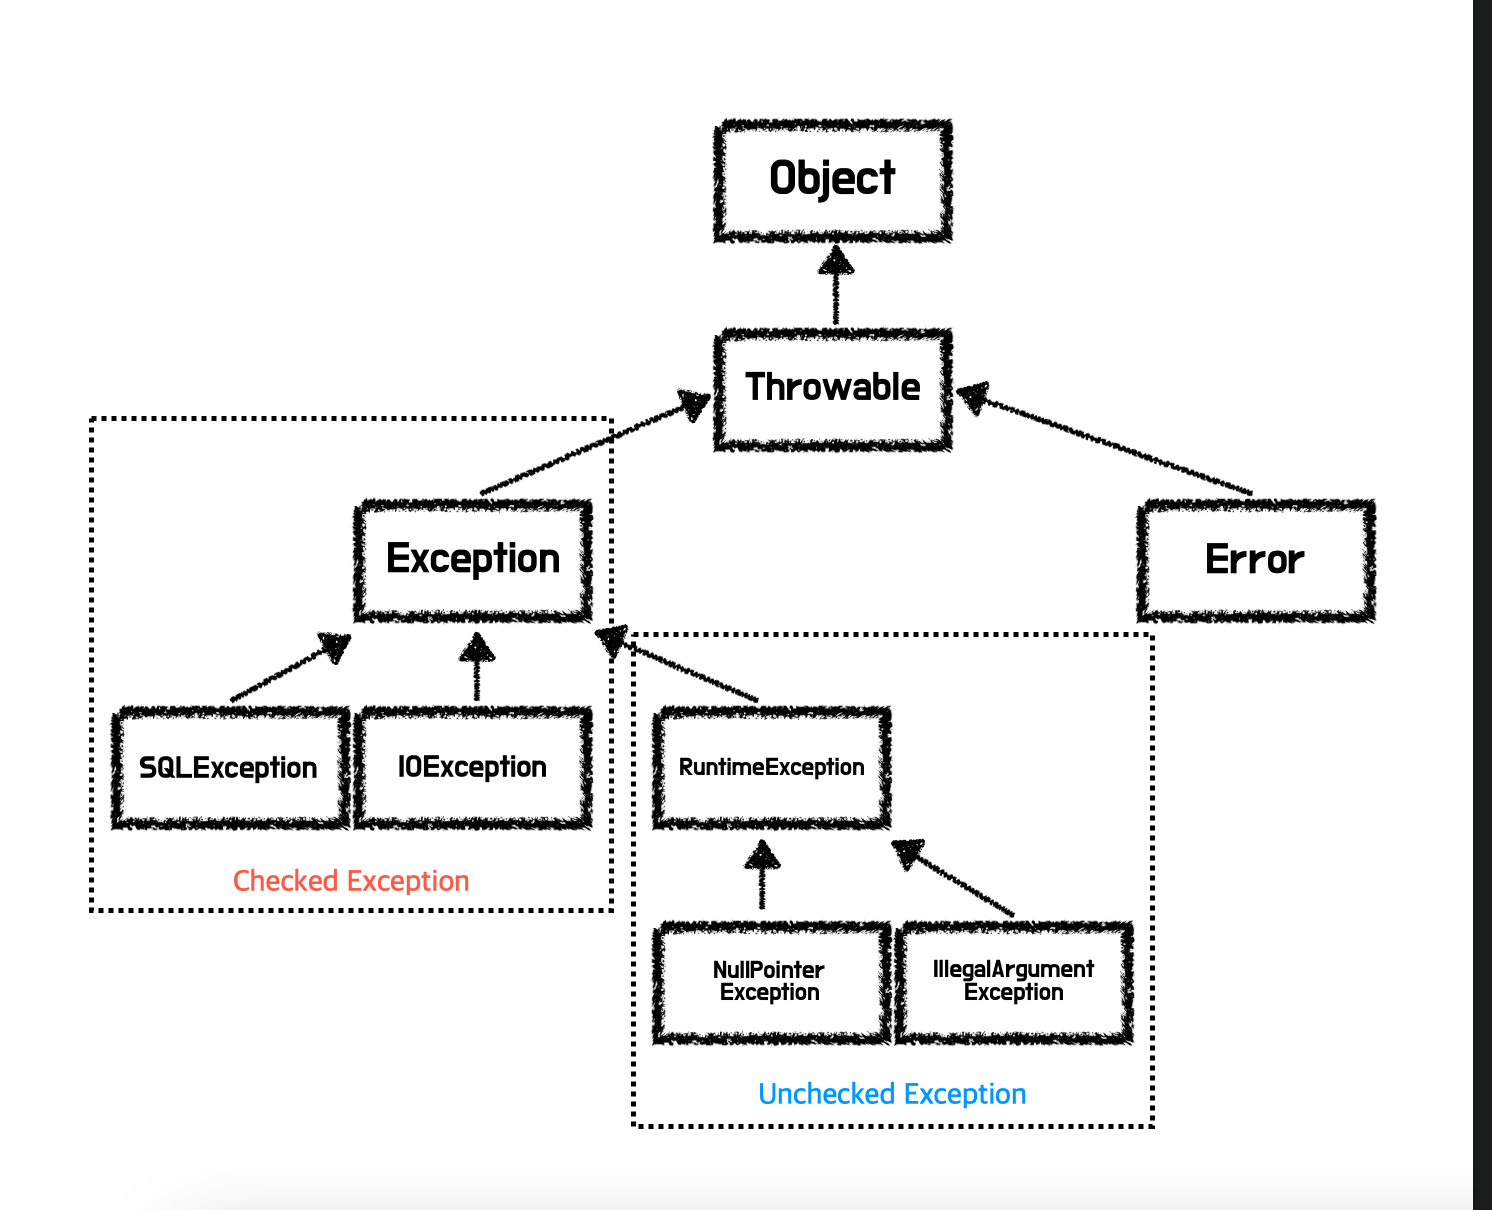 Object
Throwable
Exception
Error
SQLException
IOException
RuntimeException
Checked Exception
NullPointer
Exception
IllegalArgument
Exception
Unchecked Exception